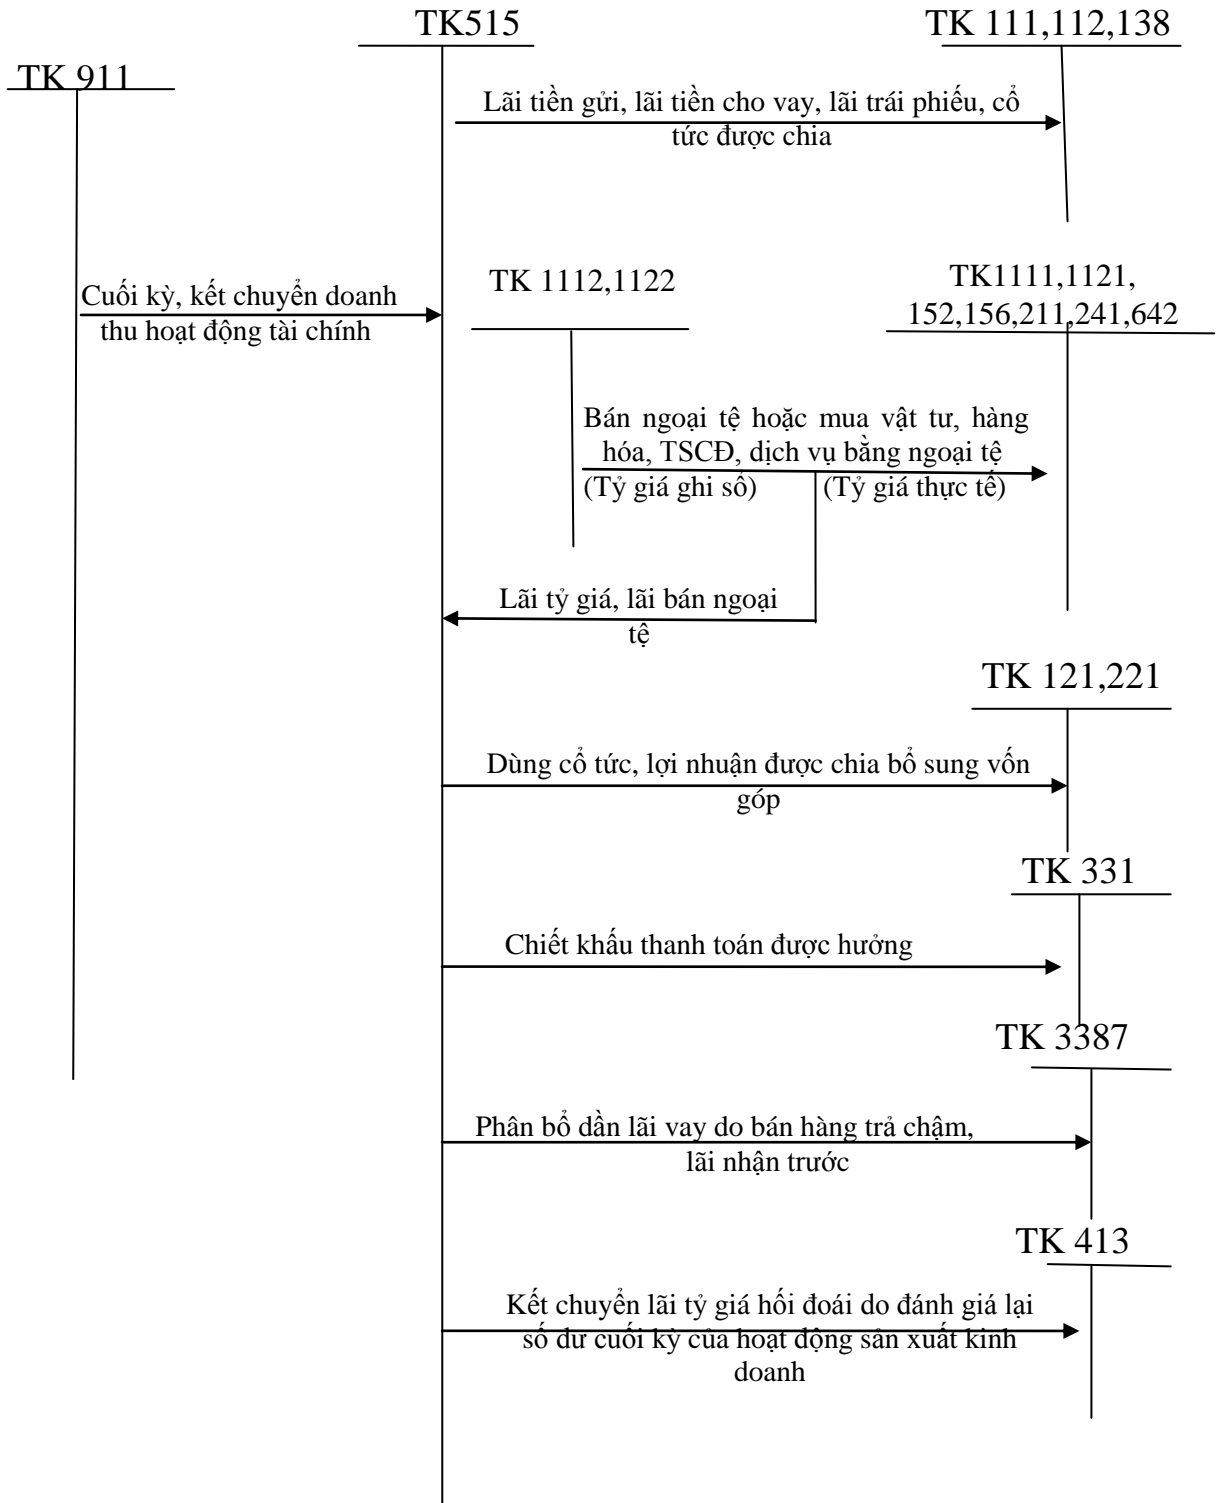 TK515
TK 111,112,138
TK 911
Lãi tiền gửi, lãi tiền cho vay, lãi trái phiếu, cổ
tức được chia
TK 1112,1122
TK1111,1121,
152,156,211,241,642
Cuối kỳ, kết chuyển doanh
thu hoạt động tài chính
Bán ngoại tệ hoặc mua vật tư, hàng
hóa, TSCĐ, dịch vụ bằng ngoại tệ
(Tỷ giá ghi sổ)
(Tỷ giá thực tế)
Lãi tỷ giá, lãi bán ngoại
tệ
TK 121,221
Dùng cổ tức, lợi nhuận được chia bổ sung vốn
góp
TK 331
Chiết khấu thanh toán được hưởng
TK 3387
Phân bổ dần lãi vay do bán hàng trả chậm,
lãi nhận trước
TK 413
Kết chuyển lãi tỷ giá hối đoái do đánh giá lại
số dư cuối kỳ của hoạt động sản xuất kinh
doanh